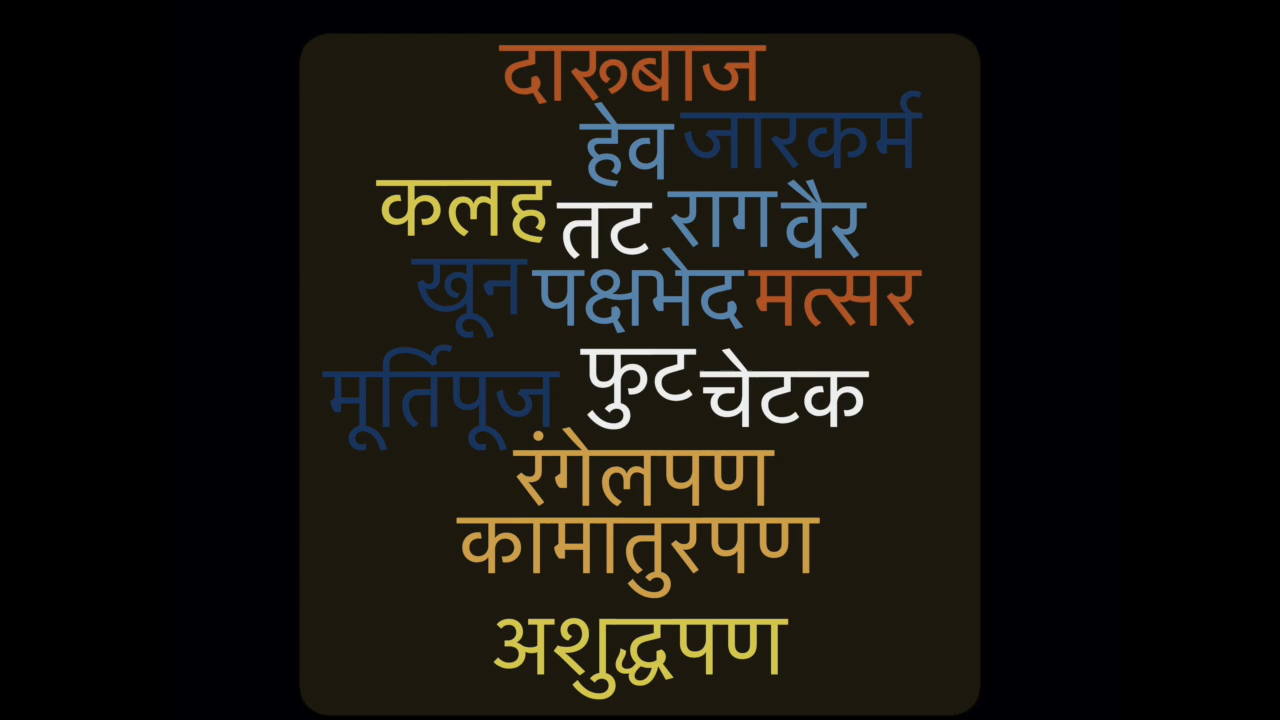 दारूबाज
हेव जारकर्म
कलह तट राग वैर
खून पक्षभेद मत्सर
मूर्तिपूज फुट चेटक
रंगेलपण
कामातुरपण
अशुद्धपण